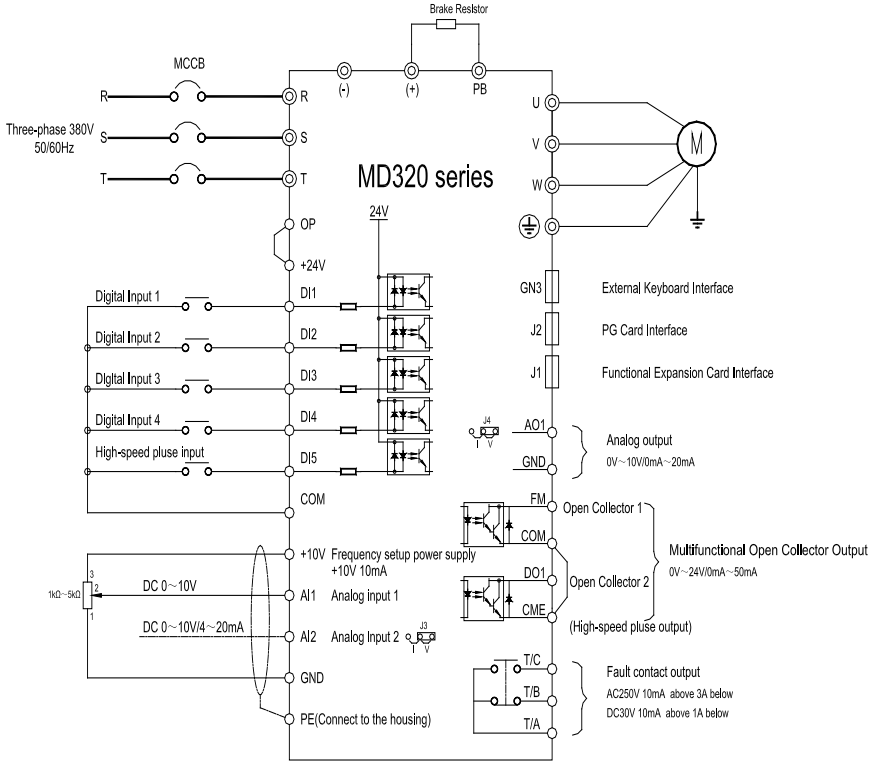 Brake Resistor
MCCB
(-)
(+)
PB
R
R
Three-phase 380V
50/60Hz
S
S
T
T
U
V
W
M
MD320 series
24V
OP
+24V
Digital Input 1
DI1
Digital Input 2
DI2
DIgItal Input 3
DI3
Digital Input 4
DI4
High-speed pluse input
DI5
COM
GN3
External Keyboard Interface
J2
PG Card Interface
J1
Functional Expansion Card Interface
J4
I
V
AO1
GND
Analog output
0V～10V/0mA～20mA
FM
Open Collector 1
COM
DO1
Open Collector 2
CME
(High-speed pluse output)
Multifunctional Open Collector Output
0V～24V/0mA～50mA
+10V
Frequency setup power supply
+10V 10mA
3
2
1
1kΩ～5kΩ
DC 0～10V
AI1
Analog input 1
DC 0～10V/4～20mA
AI2
Analog Input 2
J3
I
V
GND
PE(Connect to the housing)
T/C
T/B
T/A
Fault contact output
AC250V 10mA above 3A below
DC30V 10mA above 1A below